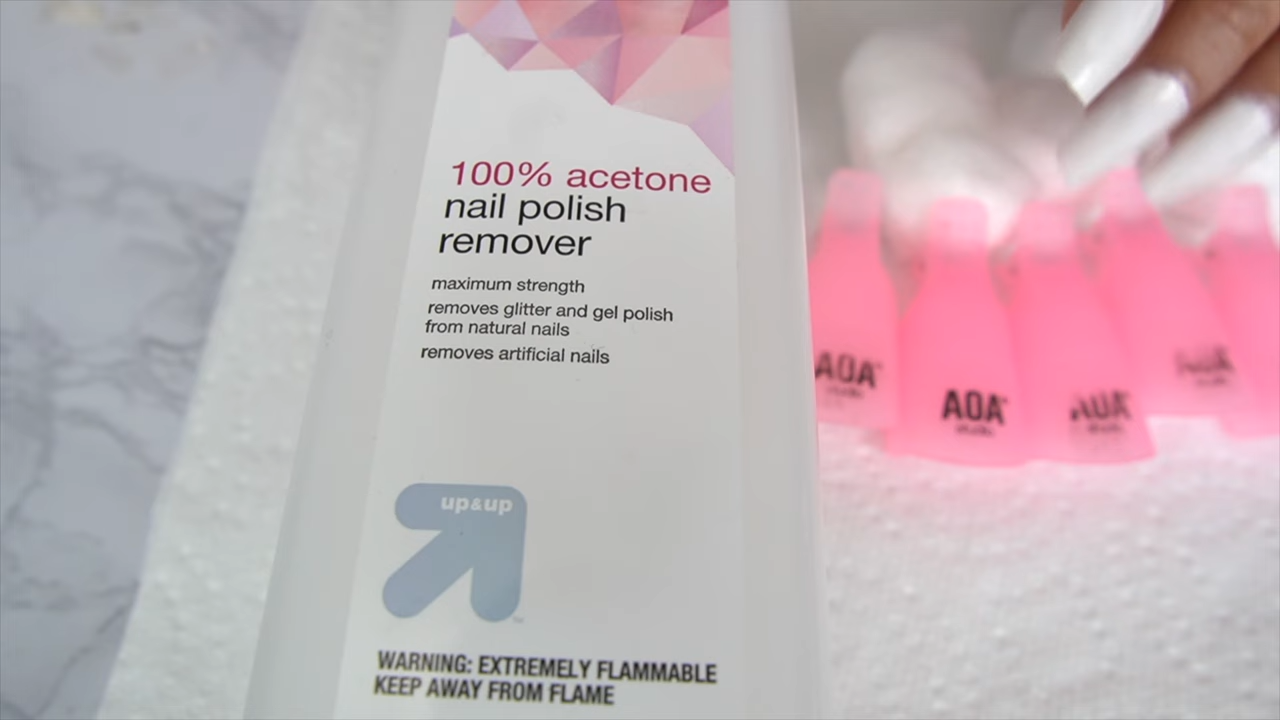 100% acetone
nail polish
remover
maximum strength
removes glitter and gel polish
from natural nails
removes artificial nails
up&up
WARNING: EXTREMELY FLAMMABLE
KEEP AWAY FROM FLAME
AOA
AOA
AOA
AOA